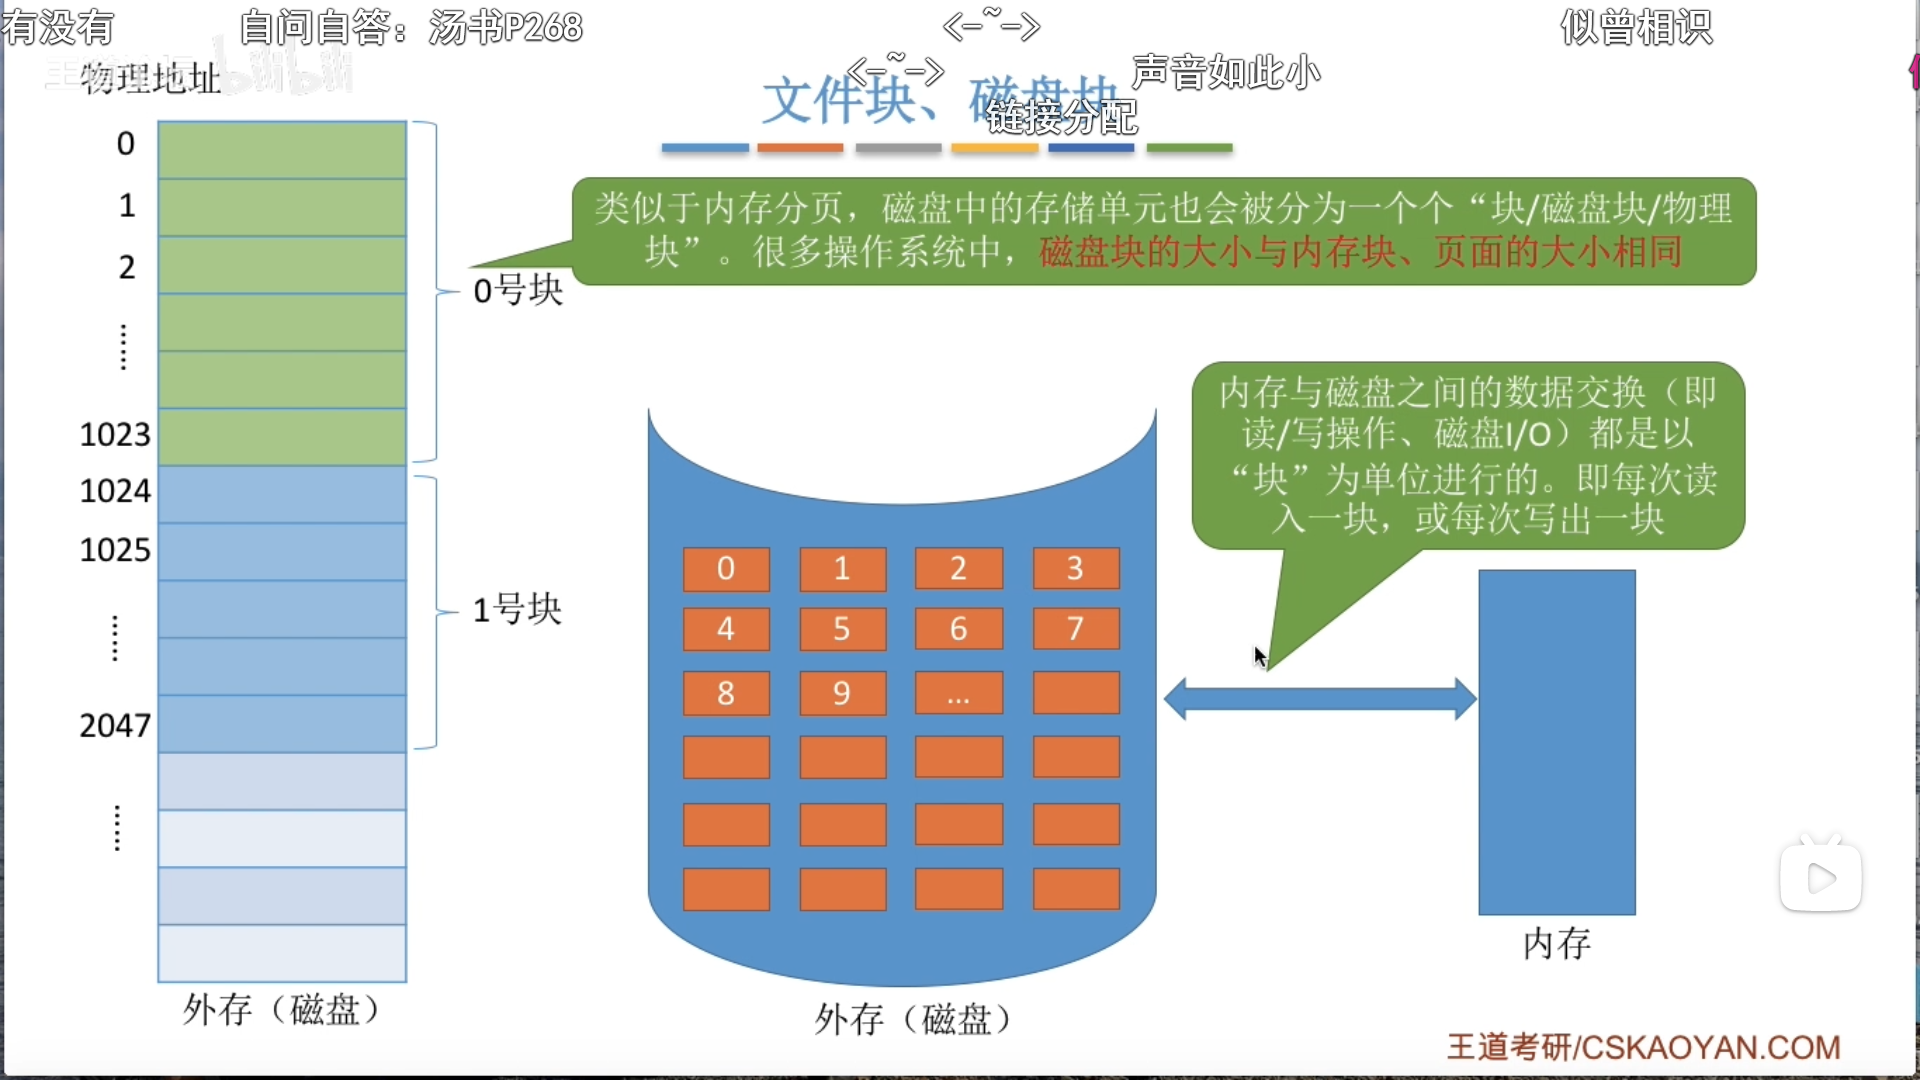 有没有
自问自答：汤书P268
<-~->
似曾相识
物理地址
bilibili
<-~->
声音如此小
文件块、磁盘块
链接分配
0
1
2
……
1023
1024
1025
……
2047
……
0号块
1号块
外存（磁盘）
类似于内存分页，磁盘中的存储单元也会被分为一个个“块/磁盘块/物理
块”。很多操作系统中，磁盘块的大小与内存块、页面的大小相同
内存与磁盘之间的数据交换（即
读/写操作、磁盘I/O）都是以
“块”为单位进行的。即每次读
入一块，或每次写出一块
0 1 2 3
4 5 6 7
8 9 ...
外存（磁盘）
内存
王道考研/CSKAOYAN.COM